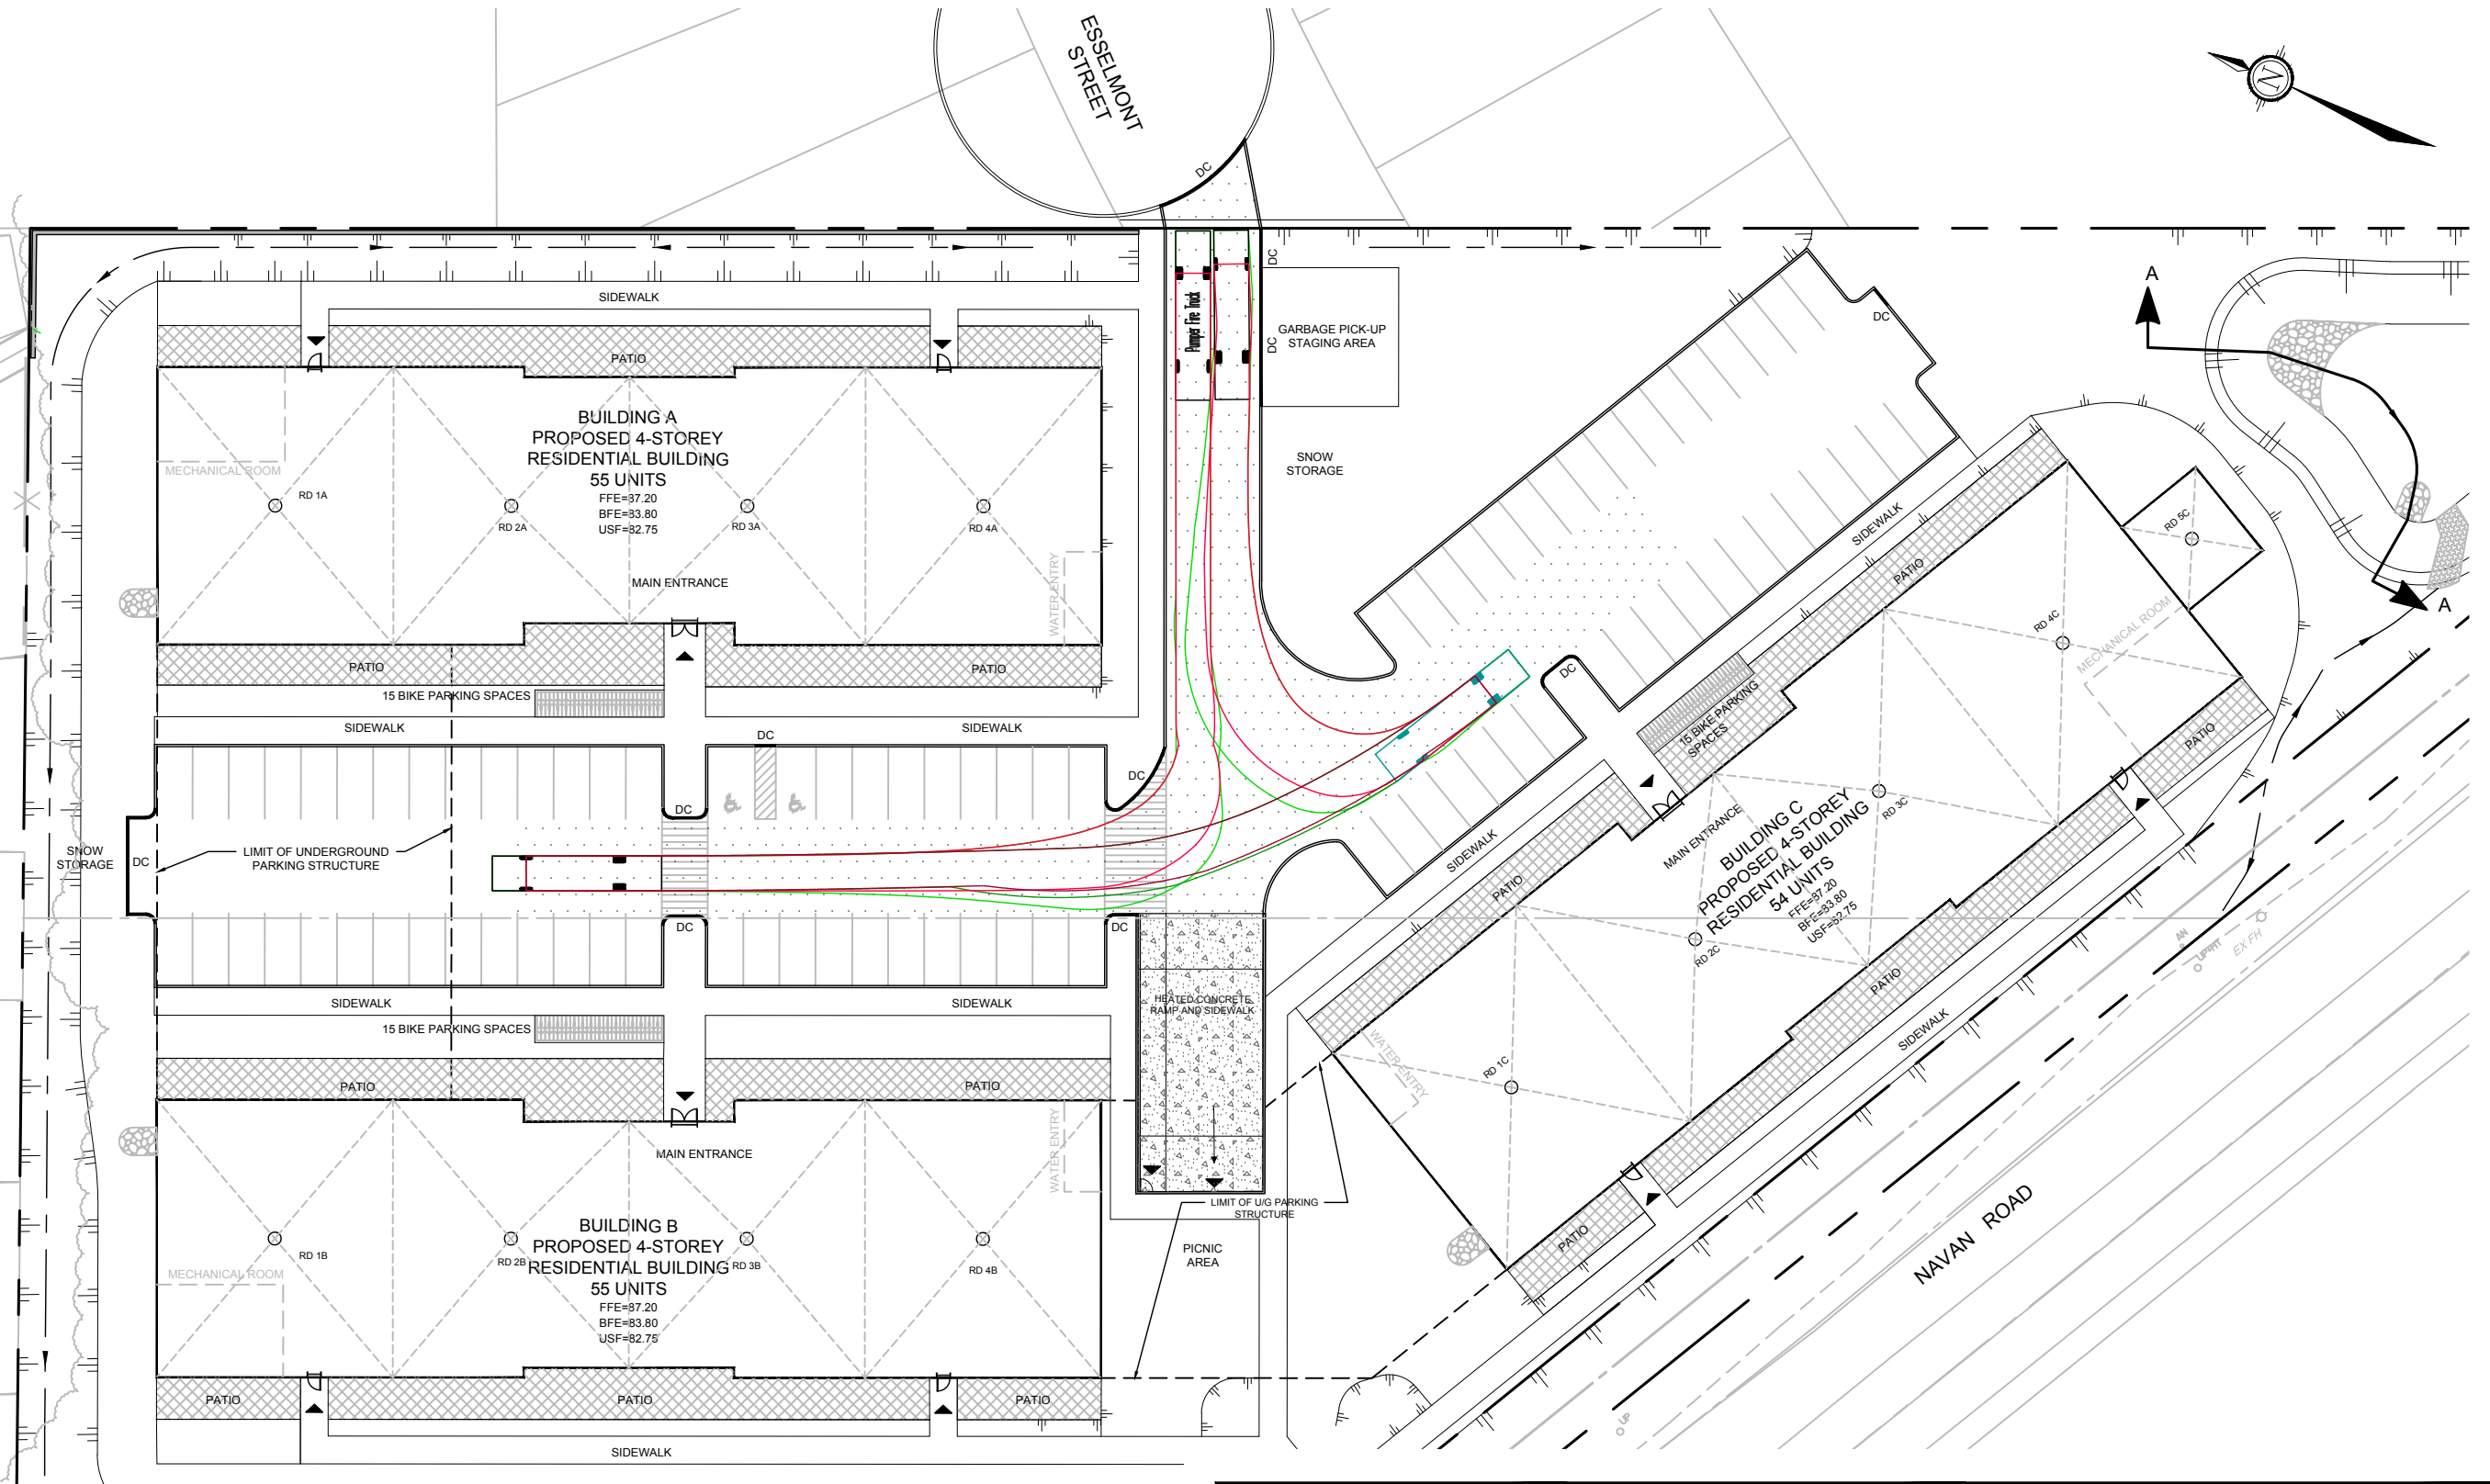 ESSELMONT
STREET
N
DC
SIDEWALK
PATIO
BUILDING A
PROPOSED 4-STOREY
RESIDENTIAL BUILDING
55 UNITS
FFE=87.20
BFE=83.80
USF=82.75
MECHANICAL ROOM
RD 1A
RD 2A
RD 3A
RD 4A
MAIN ENTRANCE
WATER ENTRY
PATIO
PATIO
15 BIKE PARKING SPACES
SIDEWALK
SIDEWALK
Pumper Fire Truck
DC
DC
GARBAGE PICK-UP
STAGING AREA
SNOW
STORAGE
DC
A
A
SIDEWALK
PATIO
RD 5C
RD 4C
MECHANICAL ROOM
15 BIKE PARKING
SPACES
DC
PATIO
DC
DC
DC
SNOW
STORAGE
DC
LIMIT OF UNDERGROUND
PARKING STRUCTURE
DC
DC
SIDEWALK
MAIN ENTRANCE
BUILDING C
PROPOSED 4-STOREY
RESIDENTIAL BUILDING
54 UNITS
FFE=87.20
BFE=83.80
USF=82.75
RD 3C
RD 2C
RD 1C
PATIO
PATIO
WATER ENTRY
SIDEWALK
AN
UP
EX FH
SIDEWALK
SIDEWALK
HEATED CONCRETE
RAMP AND SIDEWALK
15 BIKE PARKING SPACES
PATIO
PATIO
MAIN ENTRANCE
WATER ENTRY
LIMIT OF U/G PARKING
STRUCTURE
BUILDING B
PROPOSED 4-STOREY
RESIDENTIAL BUILDING
55 UNITS
FFE=87.20
BFE=83.80
USF=82.75
RD 1B
RD 2B
RD 3B
RD 4B
MECHANICAL ROOM
PICNIC
AREA
PATIO
NAVAN ROAD
PATIO
PATIO
PATIO
UP
SIDEWALK